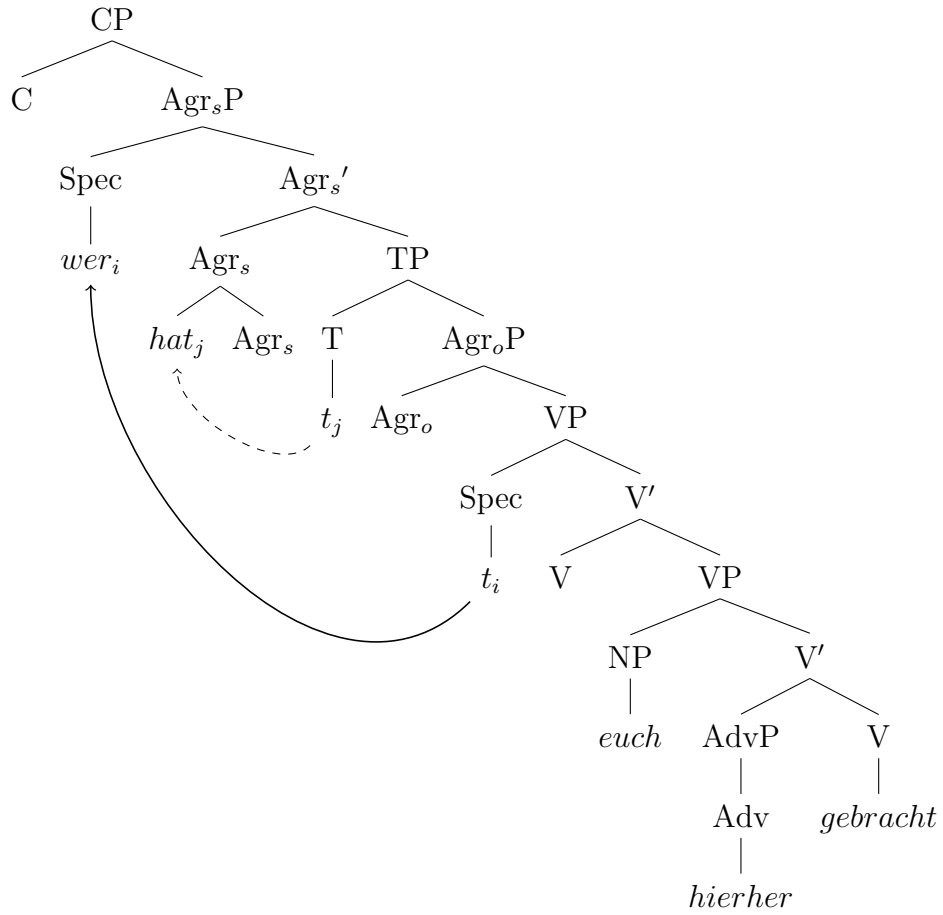 CP
C Agr_sP
Spec Agr_s′
wer_i Agr_s TP
hat_j Agr_s T Agr_oP
t_j Agr_o VP
Spec V′
t_i V VP
NP V′
euch AdvP V
Adv gebracht
hierher